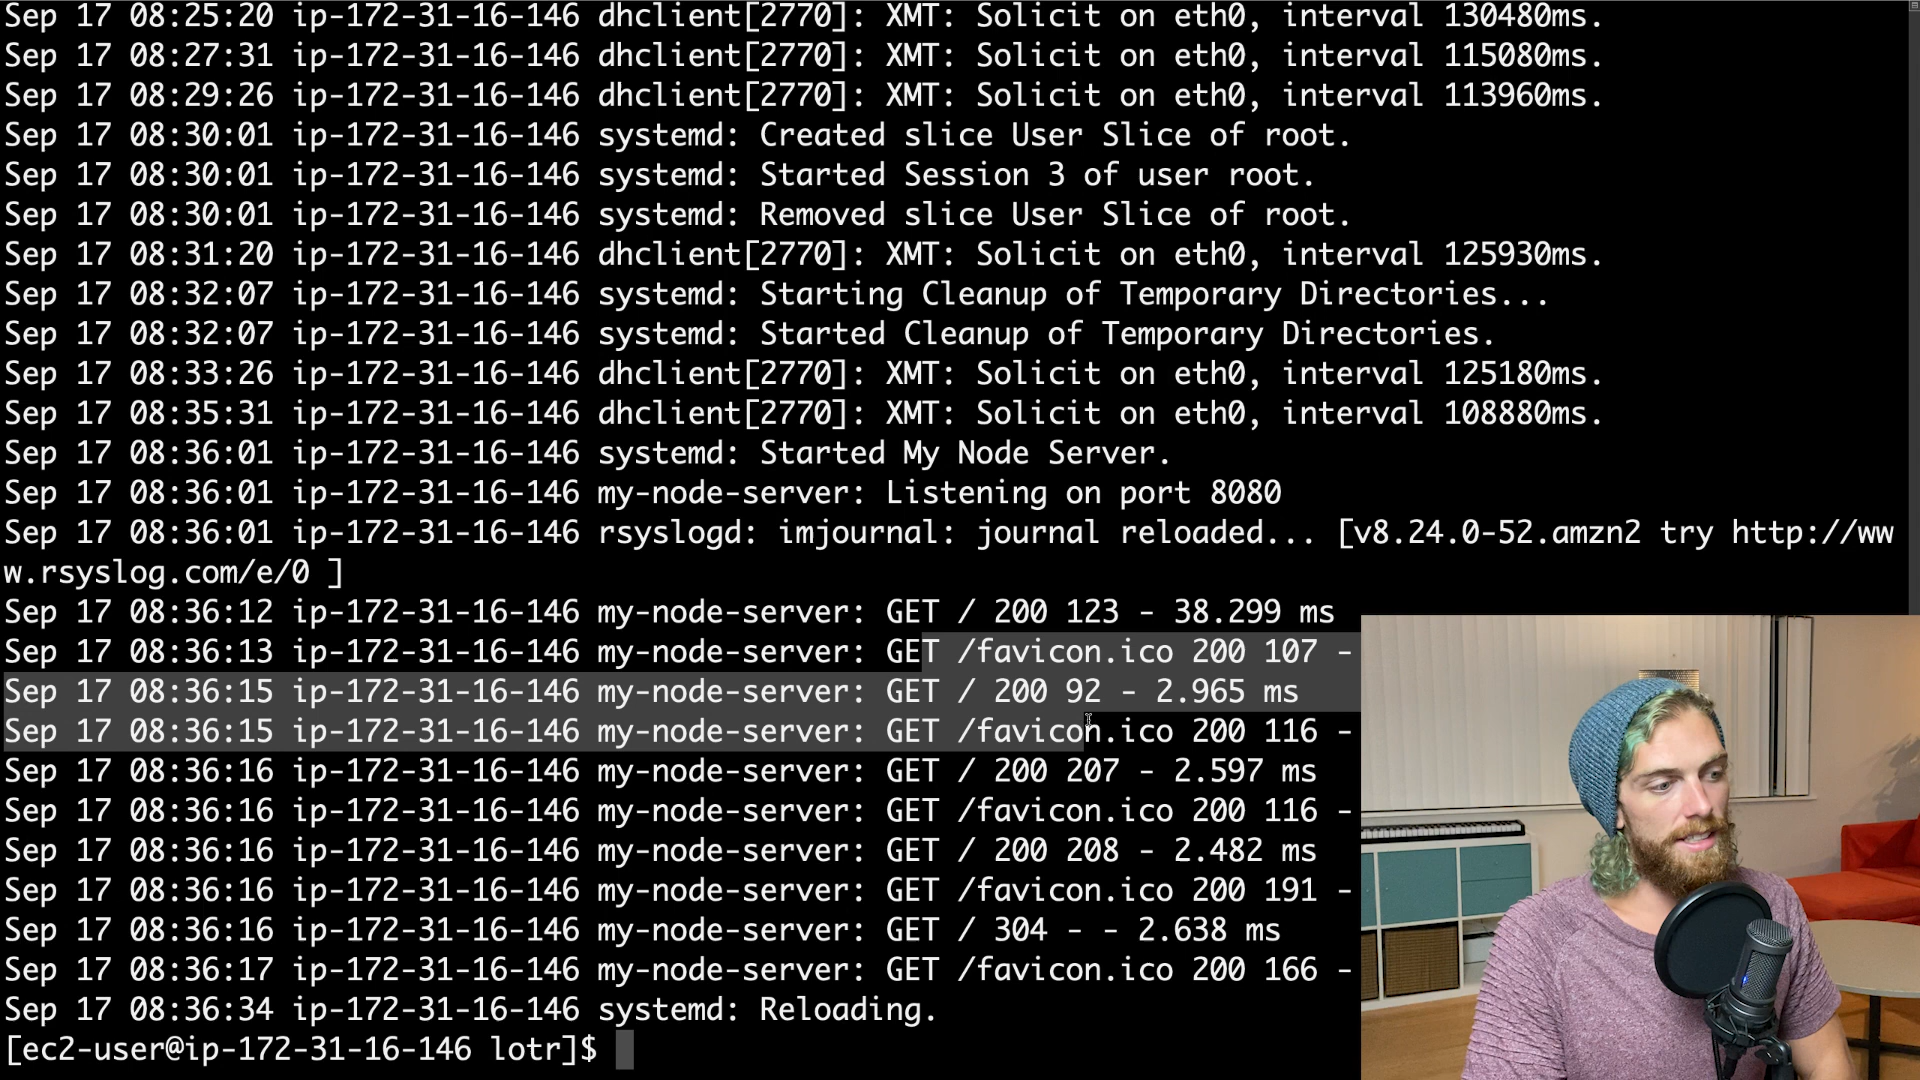 Sep 17 08:25:20 ip-172-31-16-146 dhclient[2770]: XMT: Solicit on eth0, interval 130480ms.
Sep 17 08:27:31 ip-172-31-16-146 dhclient[2770]: XMT: Solicit on eth0, interval 115080ms.
Sep 17 08:29:26 ip-172-31-16-146 dhclient[2770]: XMT: Solicit on eth0, interval 113960ms.
Sep 17 08:30:01 ip-172-31-16-146 systemd: Created slice User Slice of root.
Sep 17 08:30:01 ip-172-31-16-146 systemd: Started Session 3 of user root.
Sep 17 08:30:01 ip-172-31-16-146 systemd: Removed slice User Slice of root.
Sep 17 08:31:20 ip-172-31-16-146 dhclient[2770]: XMT: Solicit on eth0, interval 125930ms.
Sep 17 08:32:07 ip-172-31-16-146 systemd: Starting Cleanup of Temporary Directories...
Sep 17 08:32:07 ip-172-31-16-146 systemd: Started Cleanup of Temporary Directories.
Sep 17 08:33:26 ip-172-31-16-146 dhclient[2770]: XMT: Solicit on eth0, interval 125180ms.
Sep 17 08:35:31 ip-172-31-16-146 dhclient[2770]: XMT: Solicit on eth0, interval 108880ms.
Sep 17 08:36:01 ip-172-31-16-146 systemd: Started My Node Server.
Sep 17 08:36:01 ip-172-31-16-146 my-node-server: Listening on port 8080
Sep 17 08:36:01 ip-172-31-16-146 rsyslogd: imjournal: journal reloaded... [v8.24.0-52.amzn2 try http://ww
w.rsyslog.com/e/0 ]
Sep 17 08:36:12 ip-172-31-16-146 my-node-server: GET / 200 123 - 38.299 ms
Sep 17 08:36:13 ip-172-31-16-146 my-node-server: GET /favicon.ico 200 107 -
Sep 17 08:36:15 ip-172-31-16-146 my-node-server: GET / 200 92 - 2.965 ms
Sep 17 08:36:15 ip-172-31-16-146 my-node-server: GET /favicon.ico 200 116 -
Sep 17 08:36:16 ip-172-31-16-146 my-node-server: GET / 200 207 - 2.597 ms
Sep 17 08:36:16 ip-172-31-16-146 my-node-server: GET /favicon.ico 200 116 -
Sep 17 08:36:16 ip-172-31-16-146 my-node-server: GET / 200 208 - 2.482 ms
Sep 17 08:36:16 ip-172-31-16-146 my-node-server: GET /favicon.ico 200 191 -
Sep 17 08:36:16 ip-172-31-16-146 my-node-server: GET / 304 - - 2.638 ms
Sep 17 08:36:17 ip-172-31-16-146 my-node-server: GET /favicon.ico 200 166 -
Sep 17 08:36:34 ip-172-31-16-146 systemd: Reloading.
[ec2-user@ip-172-31-16-146 lotr]$